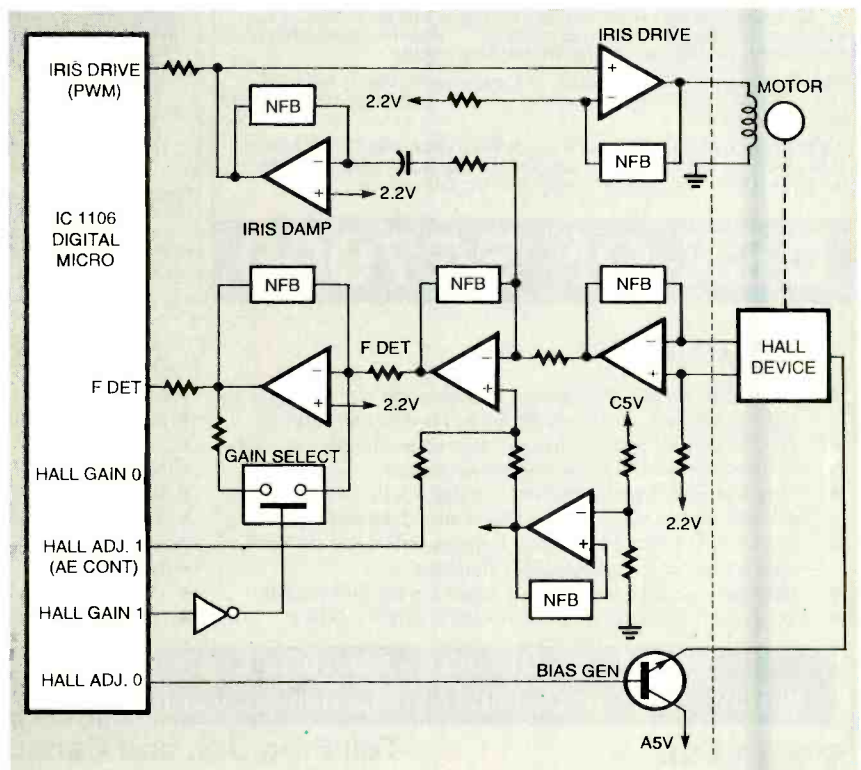 IRIS DRIVE
IRIS DRIVE
(PWM)
NFB
2.2V
MOTOR
NFB
2.2V
IRIS DAMP
IC 1106
DIGITAL
MICRO
NFB
NFB
NFB
HALL
DEVICE
F DET
F DET
2.2V
C5V
GAIN SELECT
HALL GAIN 0
2.2V
HALL ADJ. 1
(AE CONT)
NFB
HALL GAIN 1
BIAS GEN
HALL ADJ. 0
A5V